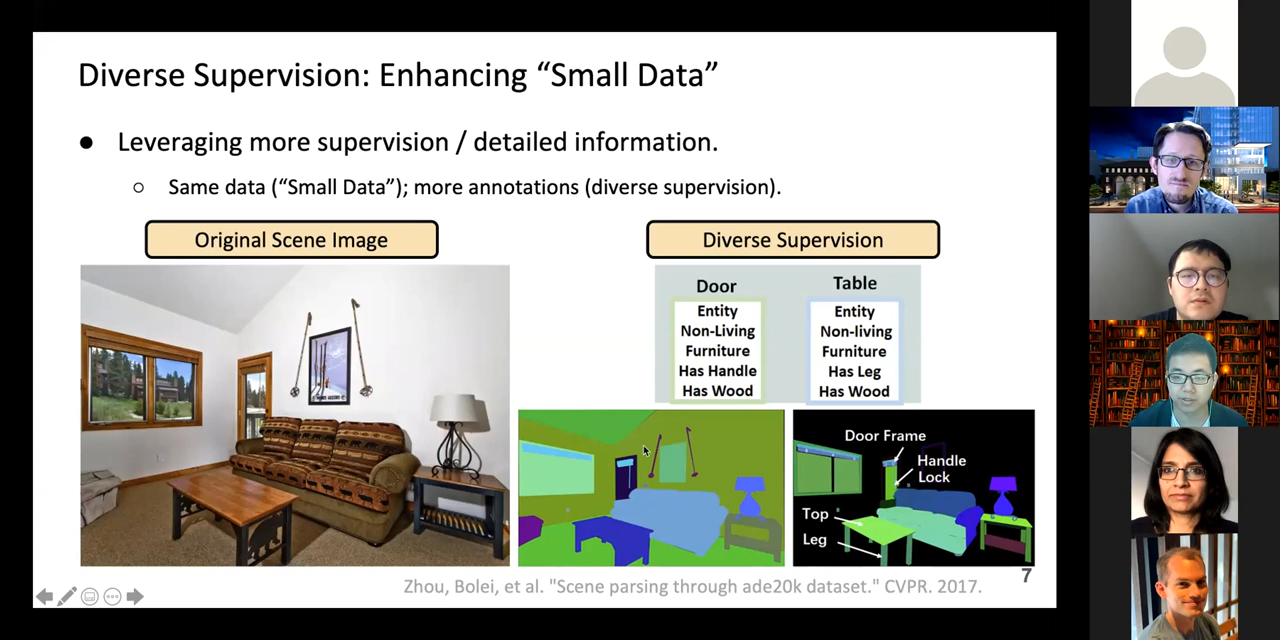 Diverse Supervision: Enhancing “Small Data”
● Leveraging more supervision / detailed information.
○ Same data (“Small Data”); more annotations (diverse supervision).
Original Scene Image
Diverse Supervision
Door
Entity
Non-Living
Furniture
Has Handle
Has Wood
Table
Entity
Non-living
Furniture
Has Leg
Has Wood
Door Frame
Handle
Lock
Top
Leg
Zhou, Bolei, et al. "Scene parsing through ade20k dataset." CVPR. 2017.
7